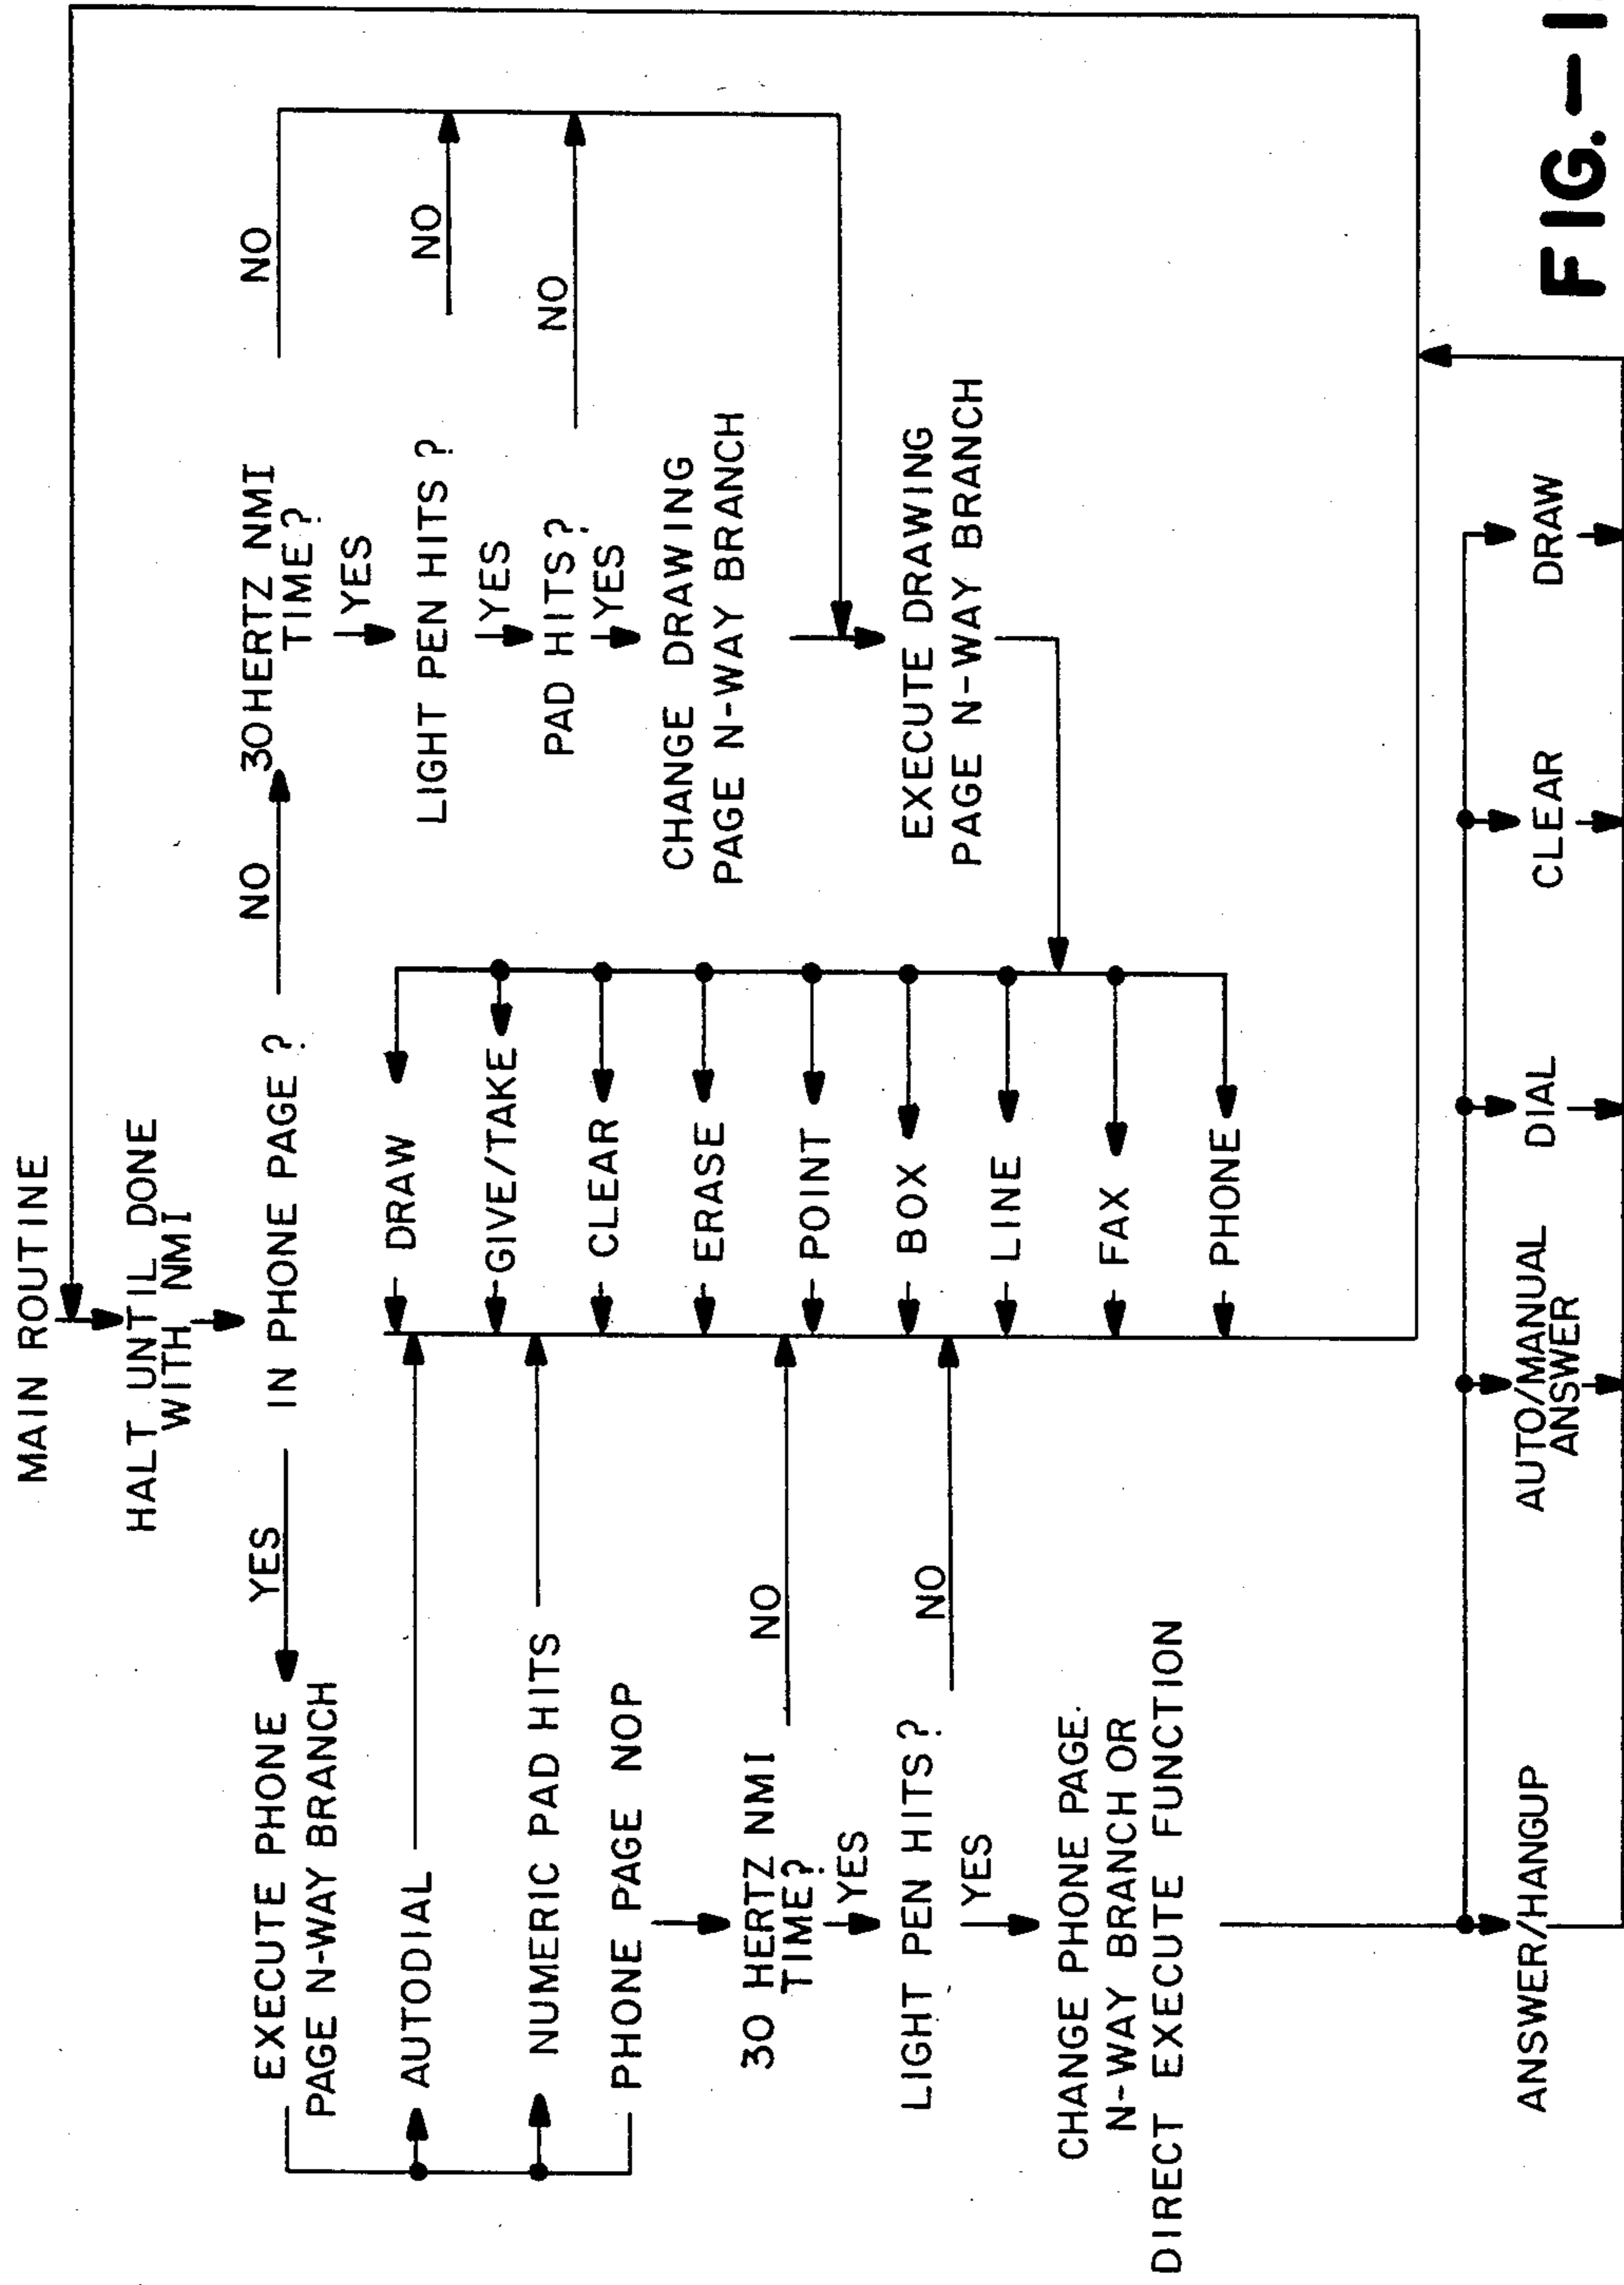 MAIN ROUTINE
HALT UNTIL DONE
WITH NMI
IN PHONE PAGE ?
YES
NO
EXECUTE PHONE
PAGE N-WAY BRANCH
AUTODIAL
NUMERIC PAD HITS
PHONE PAGE NOP
30 HERTZ NMI
TIME?
NO
YES
LIGHT PEN HITS?
NO
YES
CHANGE PHONE PAGE.
N-WAY BRANCH OR
DIRECT EXECUTE FUNCTION
DRAW
GIVE/TAKE
CLEAR
ERASE
POINT
BOX
LINE
FAX
PHONE
30 HERTZ NMI
TIME?
NO
YES
LIGHT PEN HITS?
NO
YES
PAD HITS?
NO
YES
CHANGE DRAWING
PAGE N-WAY BRANCH
EXECUTE DRAWING
PAGE N-WAY BRANCH
ANSWER/HANGUP
AUTO/MANUAL
ANSWER
DIAL
CLEAR
DRAW
FIG.-1